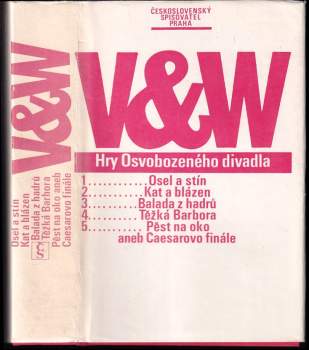 ČESKOSLOVENSKÝ
SPISOVATEL
PRAHA
V&W
Hry Osvobozeného divadla
1...........Osel a stín
2..........Kat a blázen
3.........Balada z hadrů
4.........Těžká Barbora
5..........Pěst na oko
aneb Caesarovo finále
V&W
Osel a stín
Kat a blázen
Balada z hadrů
Těžká Barbora
Pěst na oko aneb
Caesarovo finále